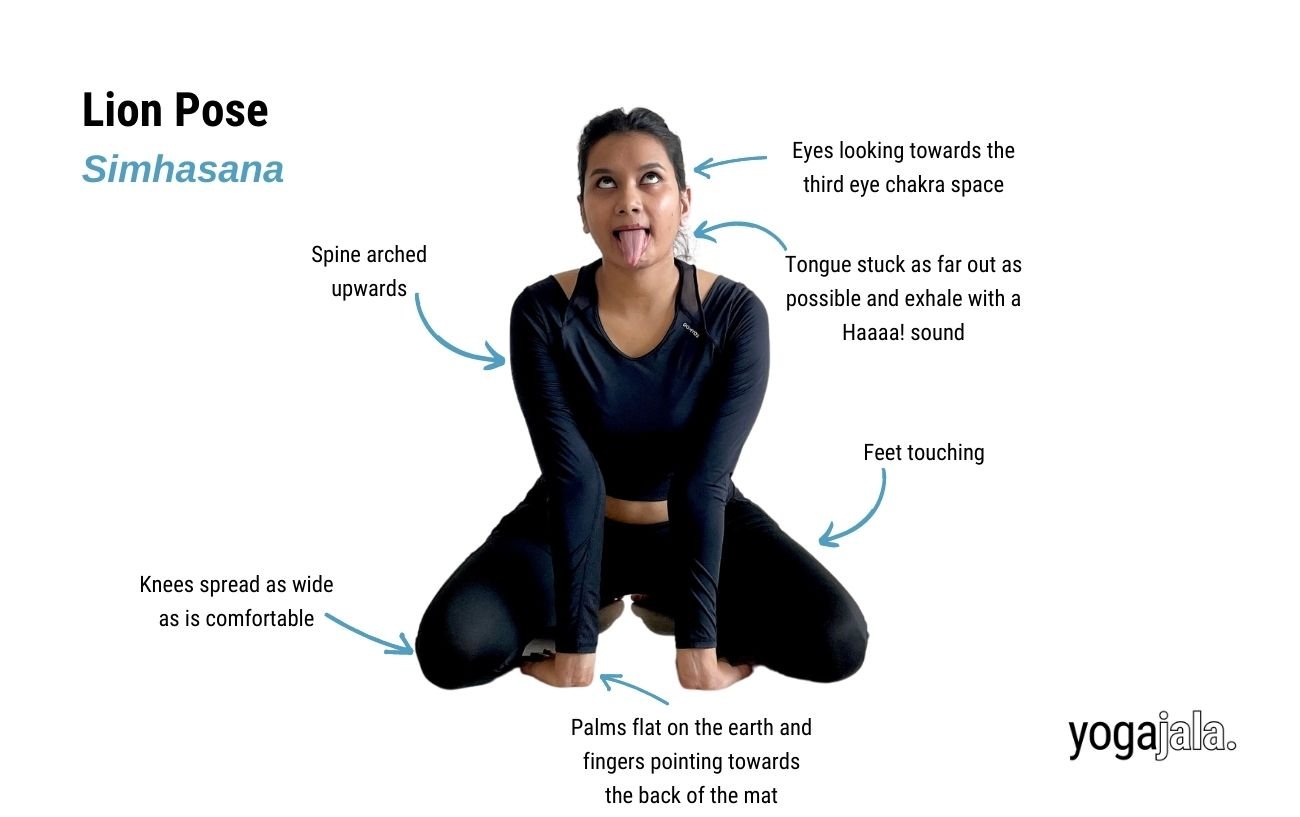 Lion Pose
Simhasana
Eyes looking towards the
third eye chakra space
Spine arched
upwards
Tongue stuck as far out as
possible and exhale with a
Haaaa! sound
Feet touching
Knees spread as wide
as is comfortable
Palms flat on the earth and
fingers pointing towards
the back of the mat
yogajala.